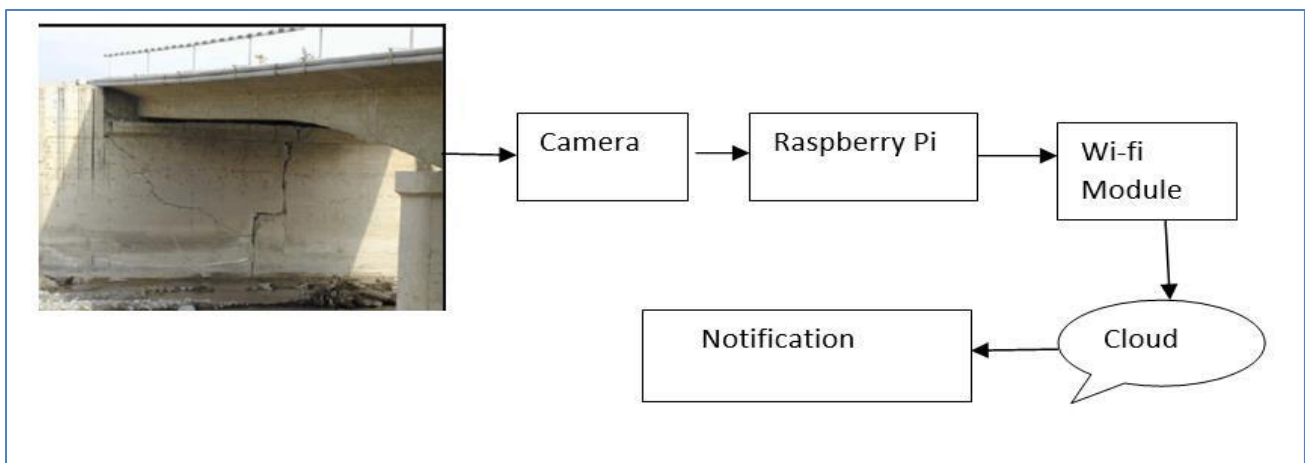 Camera
Raspberry Pi
Wi-fi
Module
Cloud
Notification